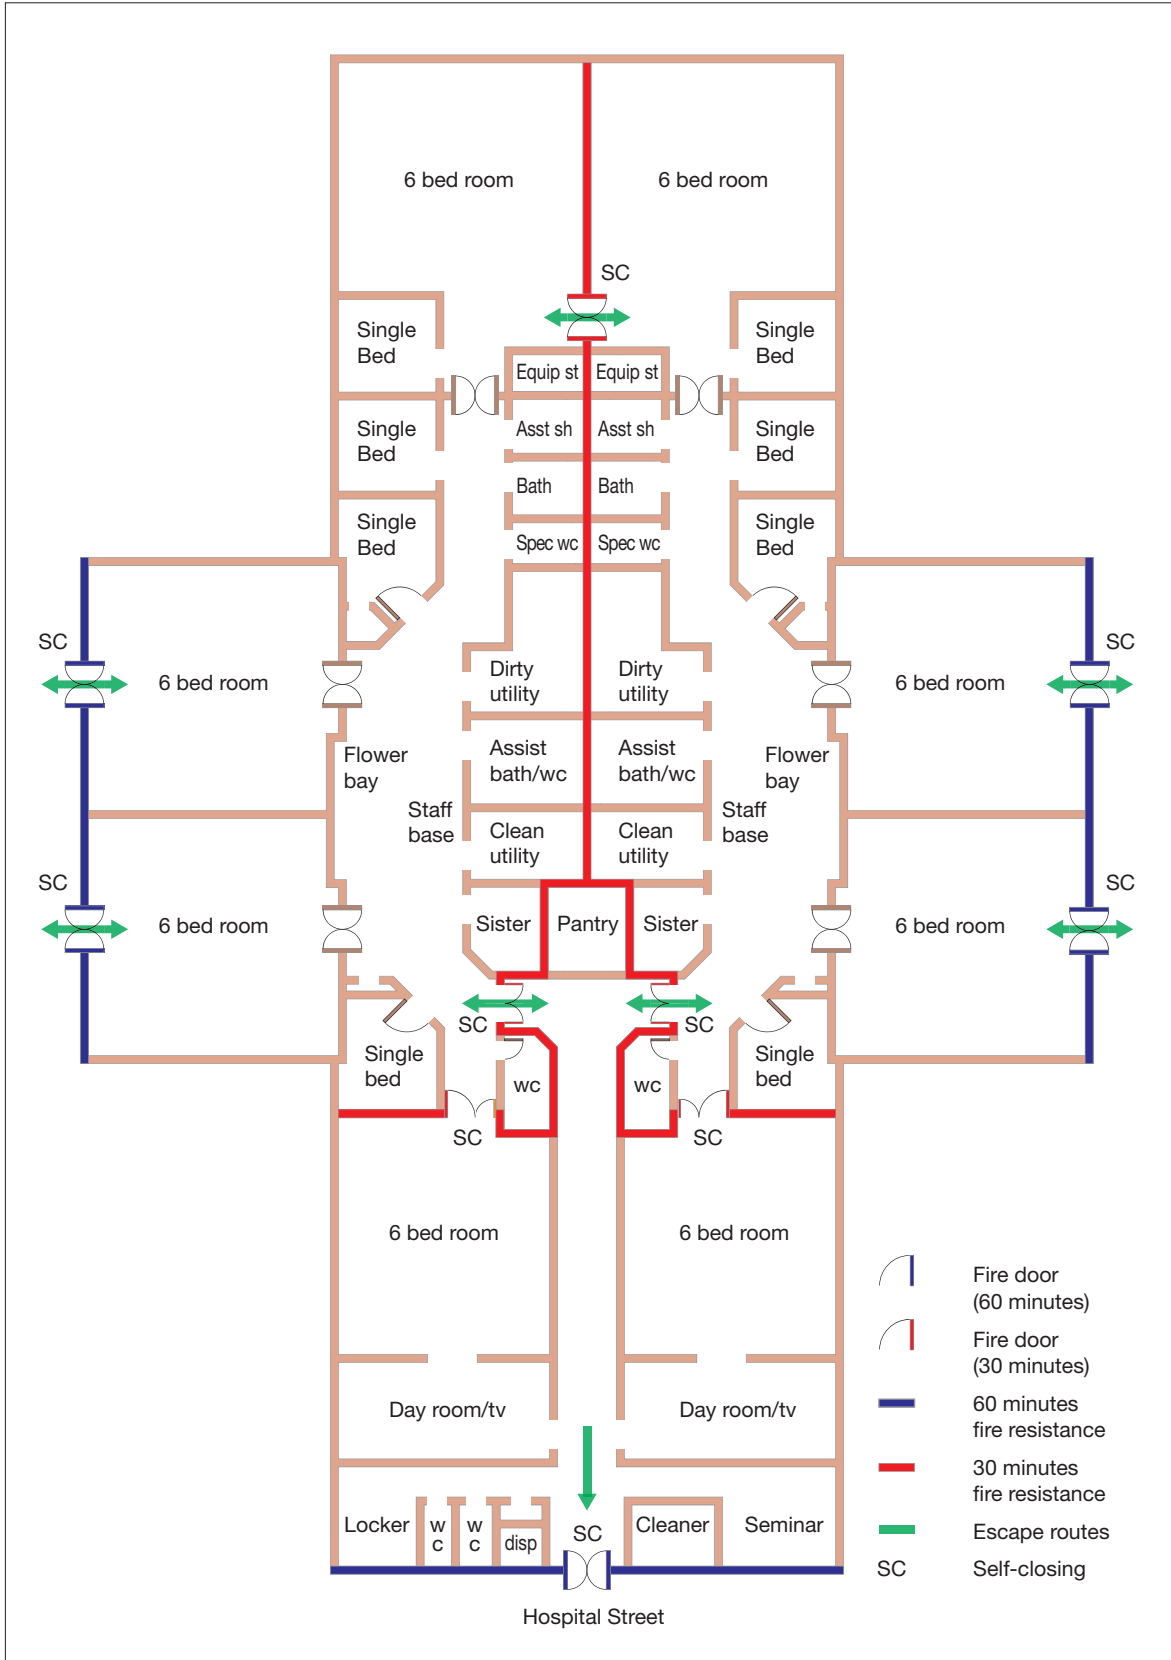 6 bed room
6 bed room
SC
Single
Bed
Equip st
Equip st
Single
Bed
Single
Bed
Asst sh
Asst sh
Single
Bed
Bath
Bath
Single
Bed
Spec wc
Spec wc
Single
Bed
SC
6 bed room
Dirty
utility
Dirty
utility
6 bed room
SC
Flower
bay
Assist
bath/wc
Assist
bath/wc
Flower
bay
Staff
base
Clean
utility
Clean
utility
Staff
base
SC
6 bed room
Sister
Pantry
Sister
6 bed room
SC
SC
SC
Single
bed
wc
wc
Single
bed
SC
SC
6 bed room
6 bed room
Day room/tv
Day room/tv
Locker
w
c
w
c
disp
SC
Cleaner
Seminar
Hospital Street
Fire door
(60 minutes)
Fire door
(30 minutes)
60 minutes
fire resistance
30 minutes
fire resistance
Escape routes
SC
Self-closing